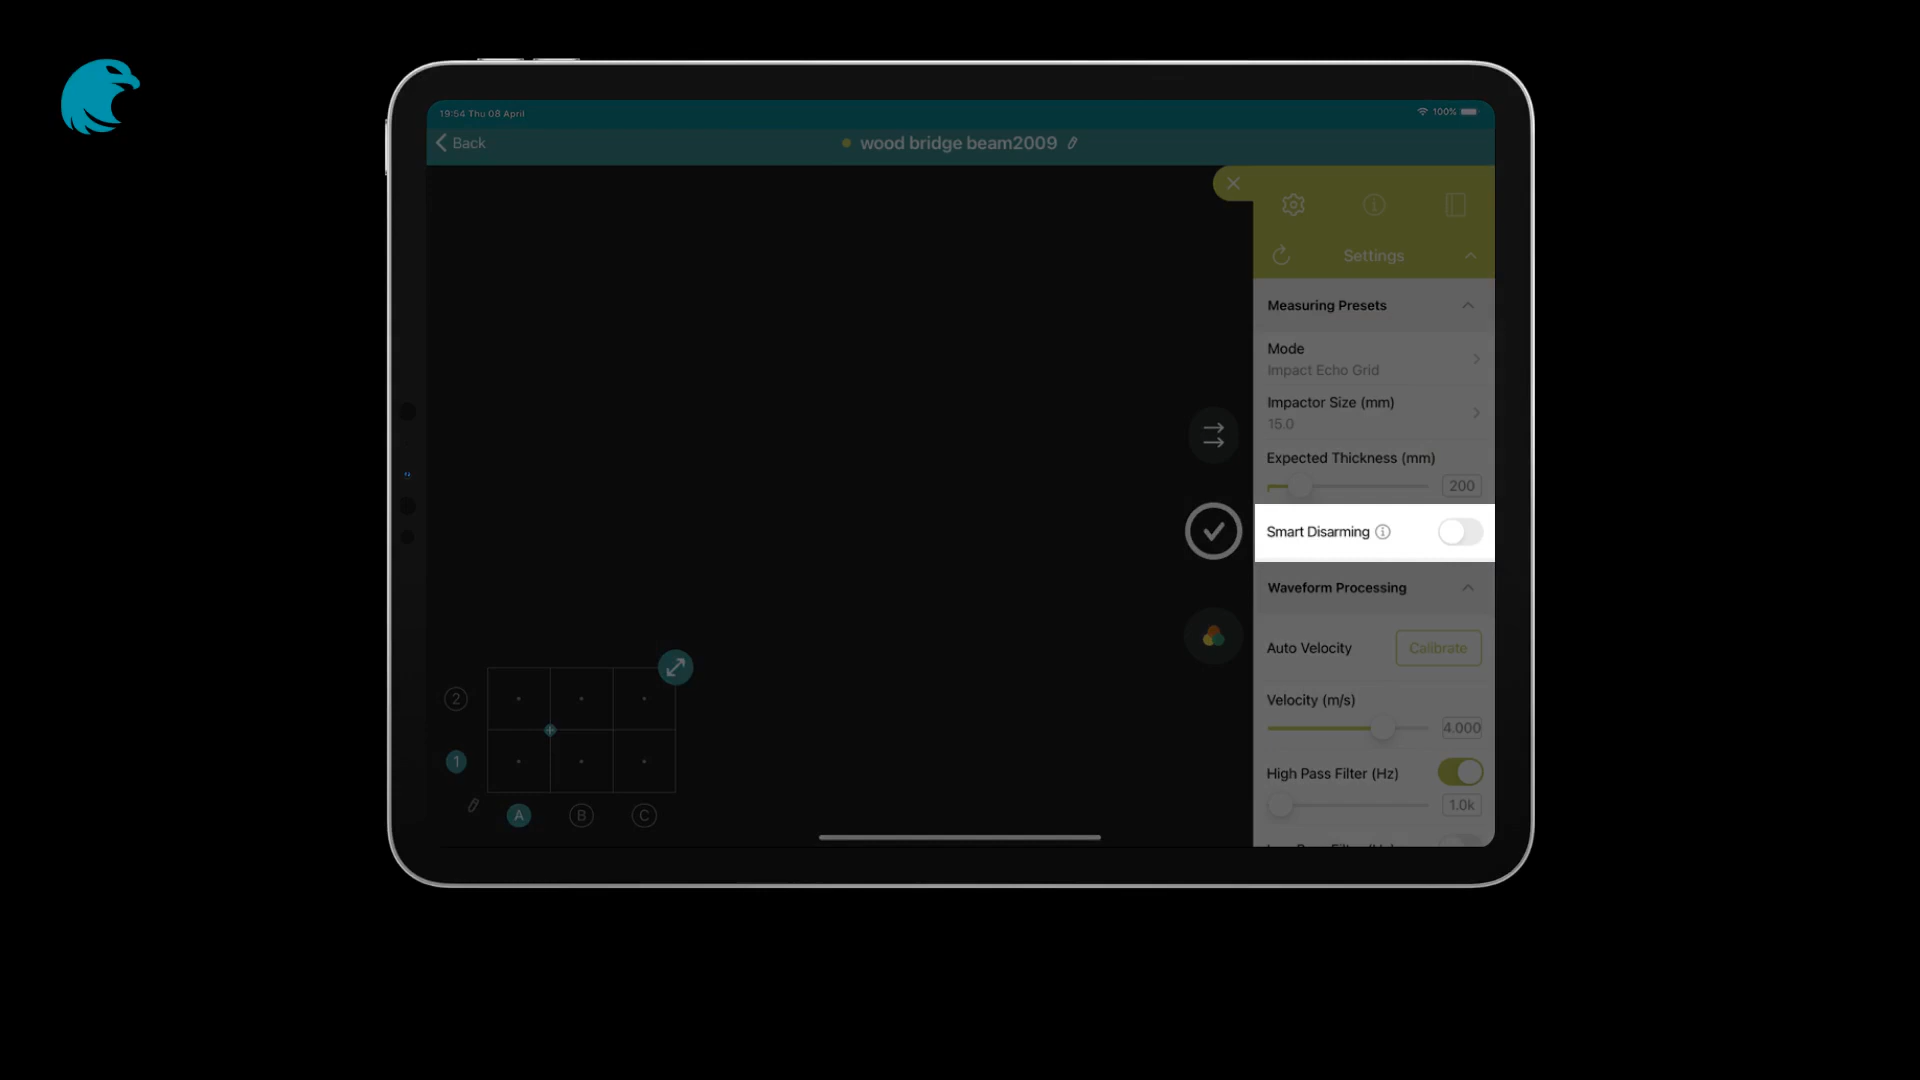 19:54 Thu 08 April
100%
Back
wood bridge beam2009
Settings
Measuring Presets
Mode
Impact Echo Grid
Impactor Size (mm)
15.0
Expected Thickness (mm)
200
Smart Disarming
Waveform Processing
Auto Velocity
Calibrate
Velocity (m/s)
4.000
High Pass Filter (Hz)
1.0k
2
1
A B C